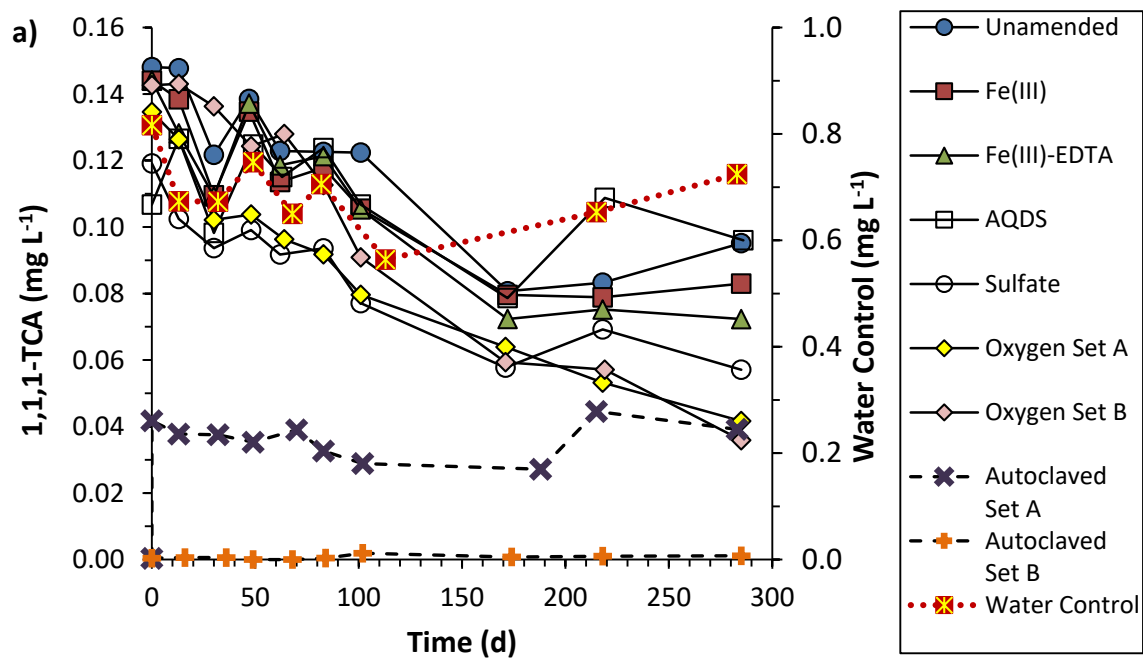 a)
1,1,1-TCA (mg L-1)
0.16
0.14
0.12
0.10
0.08
0.06
0.04
0.02
0.00
0
50
100
150
200
250
300
Time (d)
1.0
0.8
0.6
0.4
0.2
0.0
Water Control (mg L-1)
Unamended
Fe(III)
Fe(III)-EDTA
AQDS
Sulfate
Oxygen Set A
Oxygen Set B
Autoclaved
Set A
Autoclaved
Set B
Water Control